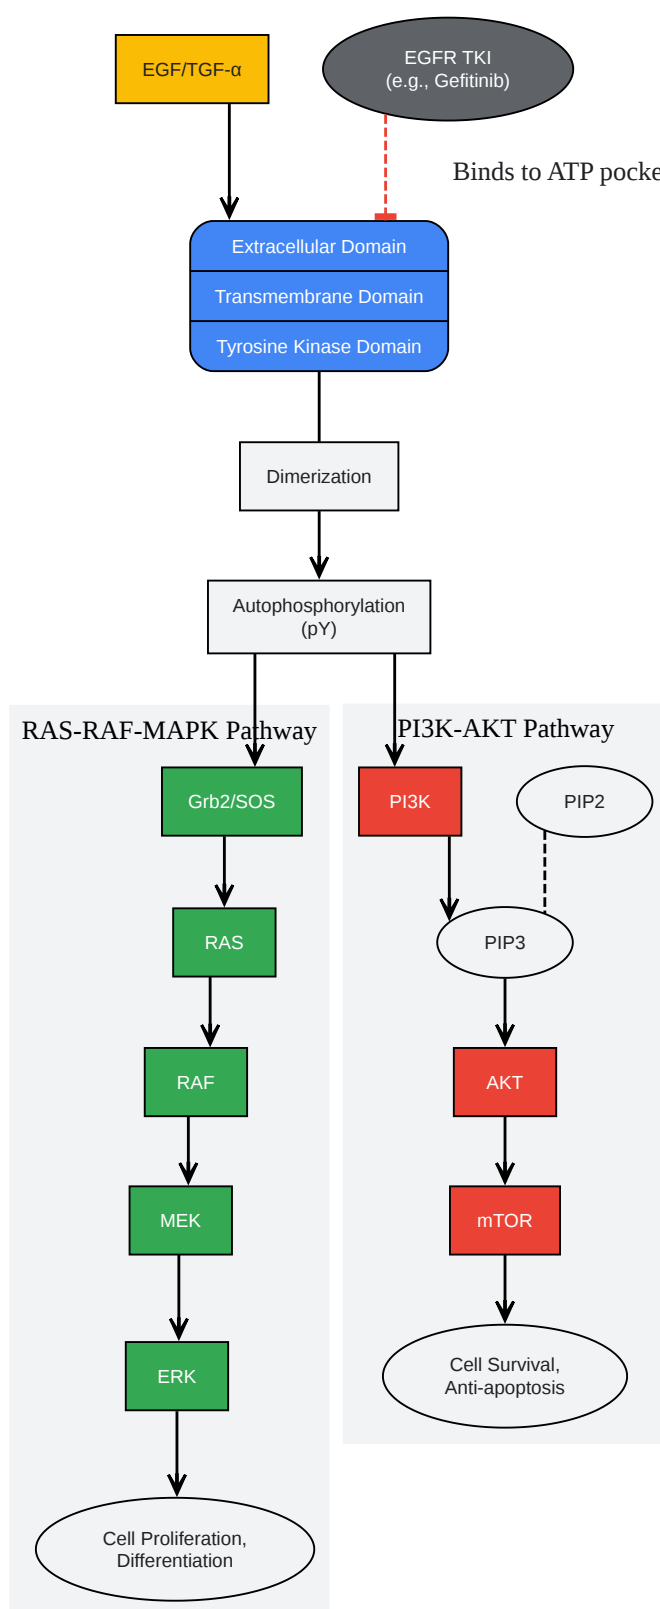 EGF/TGF-α
EGFR TKI
(e.g., Gefitinib)
Binds to ATP pocke
Extracellular Domain
Transmembrane Domain
Tyrosine Kinase Domain
Dimerization
Autophosphorylation
(pY)
RAS-RAF-MAPK Pathway
PI3K-AKT Pathway
Grb2/SOS
PI3K
PIP2
RAS
PIP3
RAF
AKT
MEK
mTOR
ERK
Cell Survival,
Anti-apoptosis
Cell Proliferation,
Differentiation